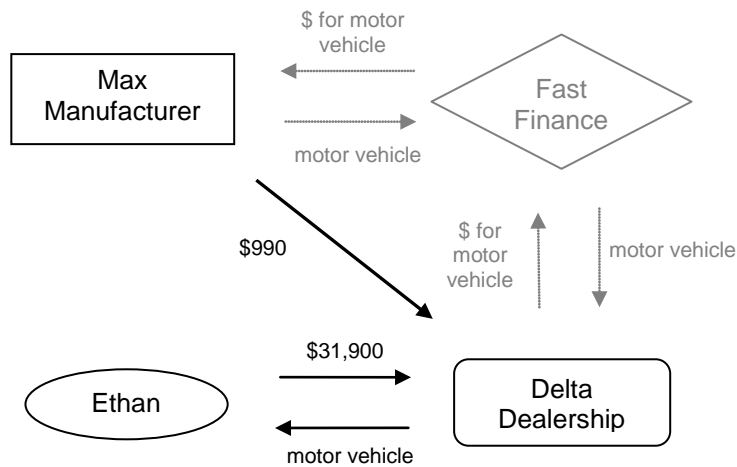 $ for motor
vehicle
Max
Manufacturer
Fast
Finance
motor vehicle
$990
$ for
motor
vehicle
motor vehicle
$31,900
Ethan
Delta
Dealership
motor vehicle